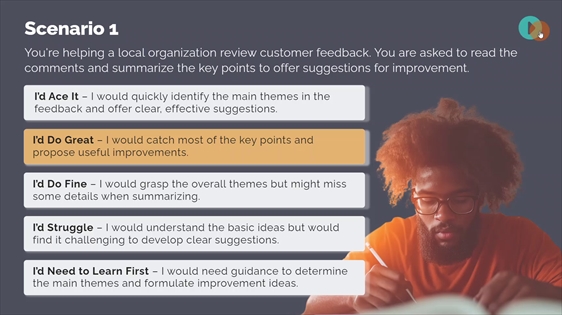 Scenario 1
You're helping a local organization review customer feedback. You are asked to read the
comments and summarize the key points to offer suggestions for improvement.
I'd Ace It – I would quickly identify the main themes in the
feedback and offer clear, effective suggestions.
I'd Do Great – I would catch most of the key points and
propose useful improvements.
I'd Do Fine – I would grasp the overall themes but might miss
some details when summarizing.
I'd Struggle – I would understand the basic ideas but would
find it challenging to develop clear suggestions.
I'd Need to Learn First – I would need guidance to determine
the main themes and formulate improvement ideas.